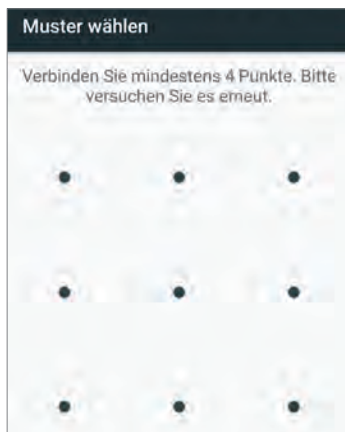 Muster wählen
Verbinden Sie mindestens 4 Punkte. Bitte
versuchen Sie es erneut.